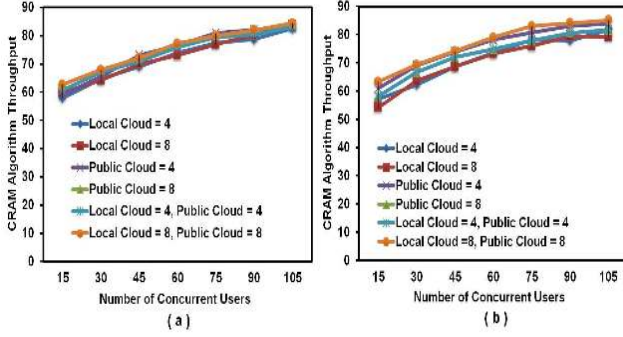 90
80
70
60
50
40
30
20
10
0
CRAM Algorithm Throughput
Local Cloud = 4
Local Cloud = 8
Public Cloud = 4
Public Cloud = 8
Local Cloud = 4, Public Cloud = 4
Local Cloud = 8, Public Cloud = 8
15 30 45 60 75 90 105
Number of Concurrent Users
( a )
90
80
70
60
50
40
30
20
10
0
CRAM Algorithm Throughput
Local Cloud = 4
Local Cloud = 8
Public Cloud = 4
Public Cloud = 8
Local Cloud = 4, Public Cloud = 4
Local Cloud =8, Public Cloud = 8
15 30 45 60 75 90 105
Number of Concurrent Users
( b )